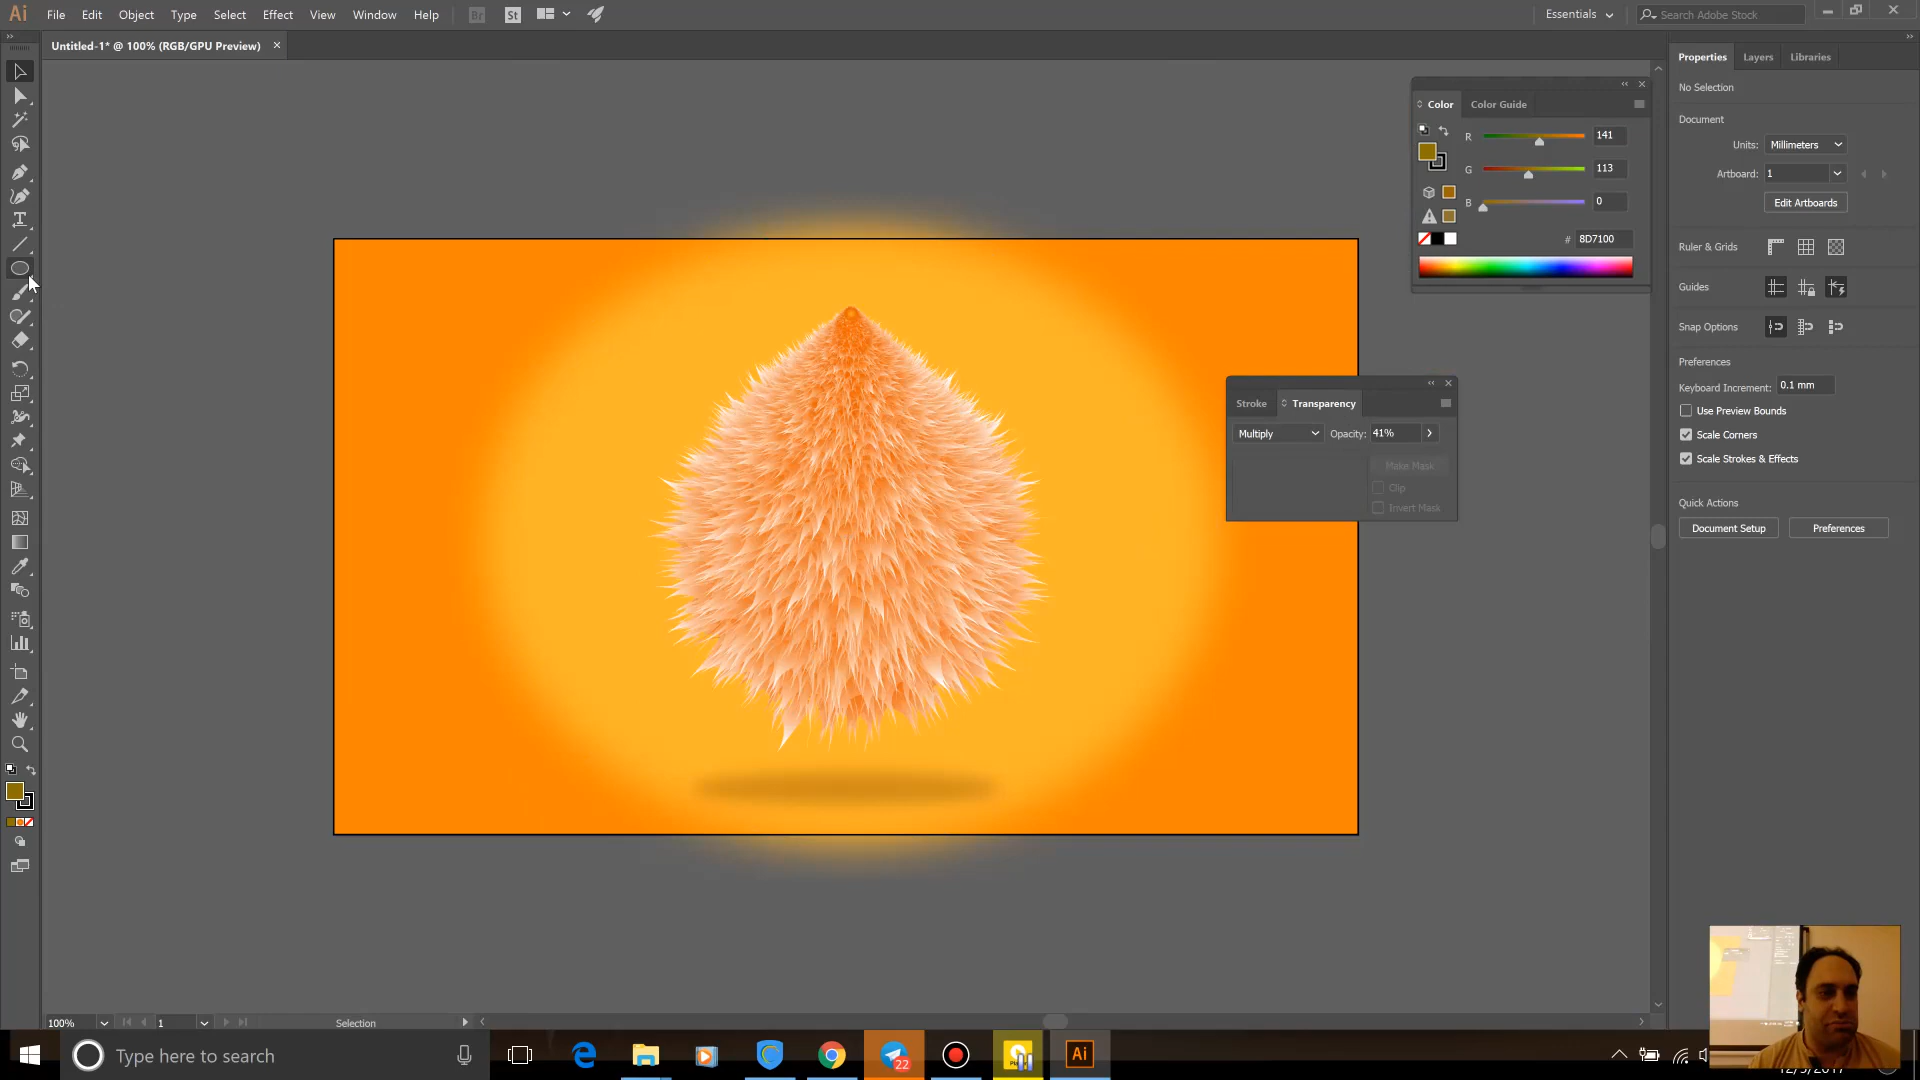 Ai File Edit Object Type Select Effect View Window Help Br St Essentials Search Adobe Stock
Untitled-1* @ 100% (RGB/GPU Preview) ×
Properties Layers Libraries
No Selection
Document
Units: Millimeters
Artboard: 1
Edit Artboards
Ruler & Grids
Guides
Snap Options
Preferences
Keyboard Increment: 0.1 mm
Use Preview Bounds
Scale Corners
Scale Strokes & Effects
Quick Actions
Document Setup Preferences
Color Color Guide
R 141
G 113
B 0
# 8D7100
Stroke Transparency
Multiply Opacity: 41%
Make Mask
Clip
Invert Mask
100% 1 Selection
Type here to search
22
Ai